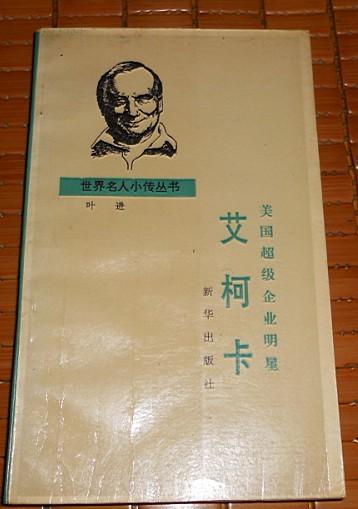 世界名人小传丛书
叶进
美国超级企业明星
艾柯卡
新华出版社